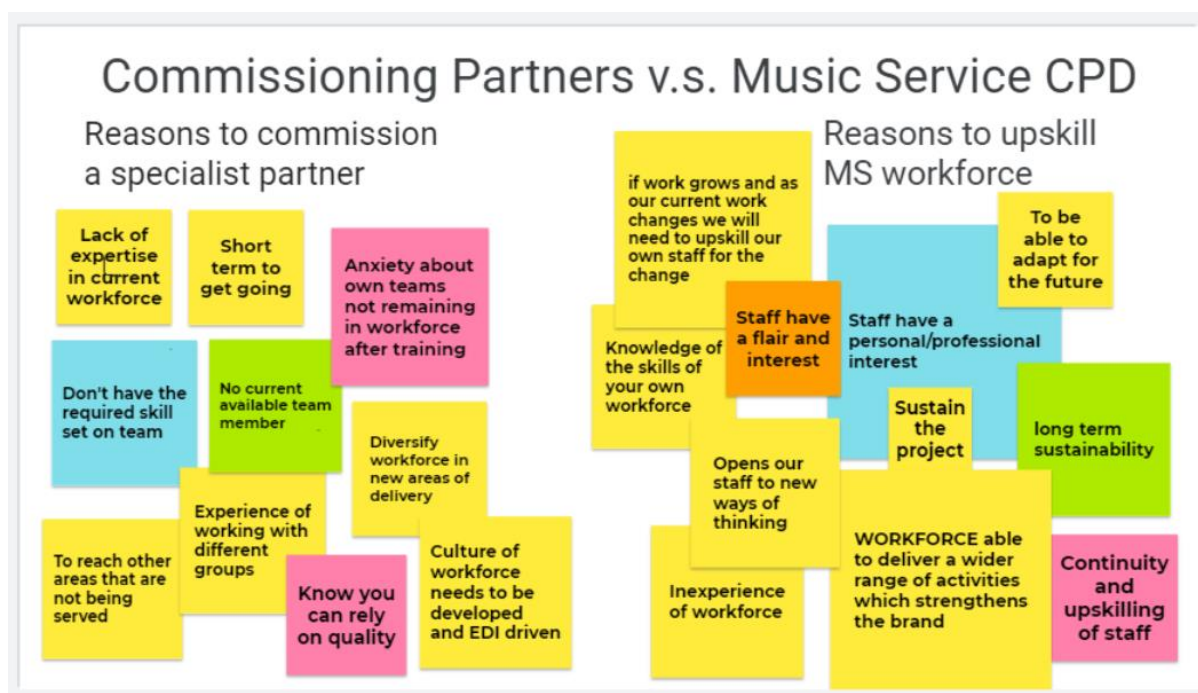 Commissioning Partners v.s. Music Service CPD
Reasons to commission
a specialist partner
Lack of
expertise
in current
workforce
Short
term to
get going
Anxiety about
own teams
not remaining
in workforce
after training
Don't have the
required skill
set on team
No current
available team
member
Diversify
workforce in
new areas of
delivery
Experience of
working with
different
groups
To reach other
areas that are
not being
served
Know you
can rely
on quality
Culture of
workforce
needs to be
developed
and EDI driven
Reasons to upskill
MS workforce
if work grows and as
our current work
changes we will
need to upskill our
own staff for the
change
To be
able to
adapt for
the future
Staff have
a flair and
interest
Staff have a
personal/professional
interest
Knowledge of
the skills of
your own
workforce
Sustain
the
project
long term
sustainability
Opens our
staff to new
ways of
thinking
Inexperience
of workforce
WORKFORCE able
to deliver a wider
range of activities
which strengthens
the brand
Continuity
and
upskilling
of staff